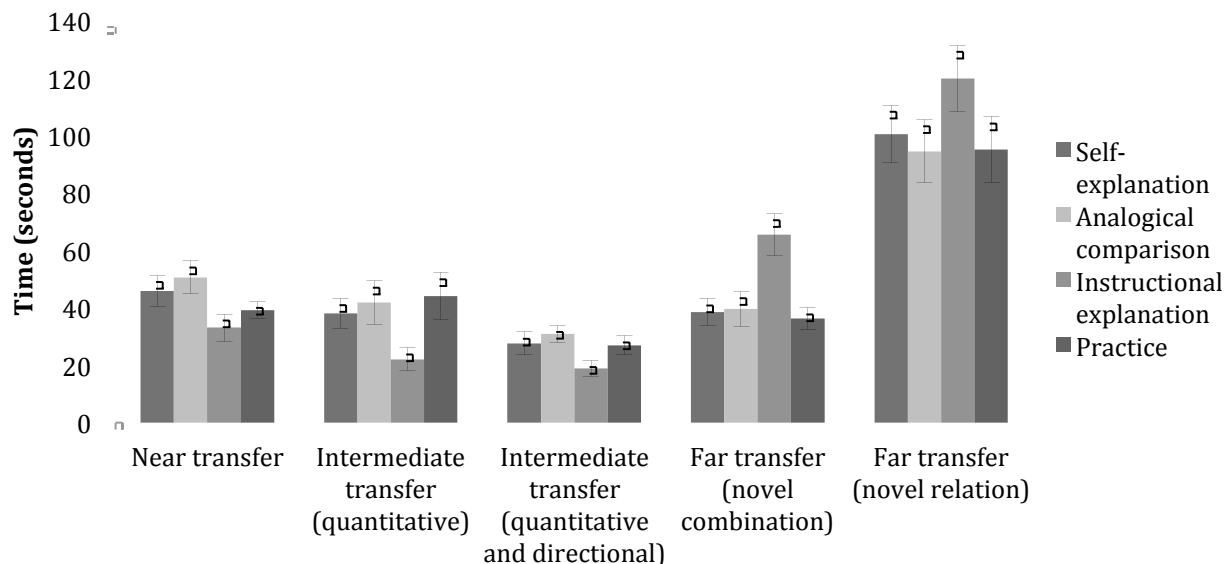 140
120
100
80
60
40
20
0
Time (seconds)
Near transfer
Intermediate
transfer
(quantitative)
Intermediate
transfer
(quantitative
and directional)
Far transfer
(novel
combination)
Far transfer
(novel relation)
Self-
explanation
Analogical
comparison
Instructional
explanation
Practice